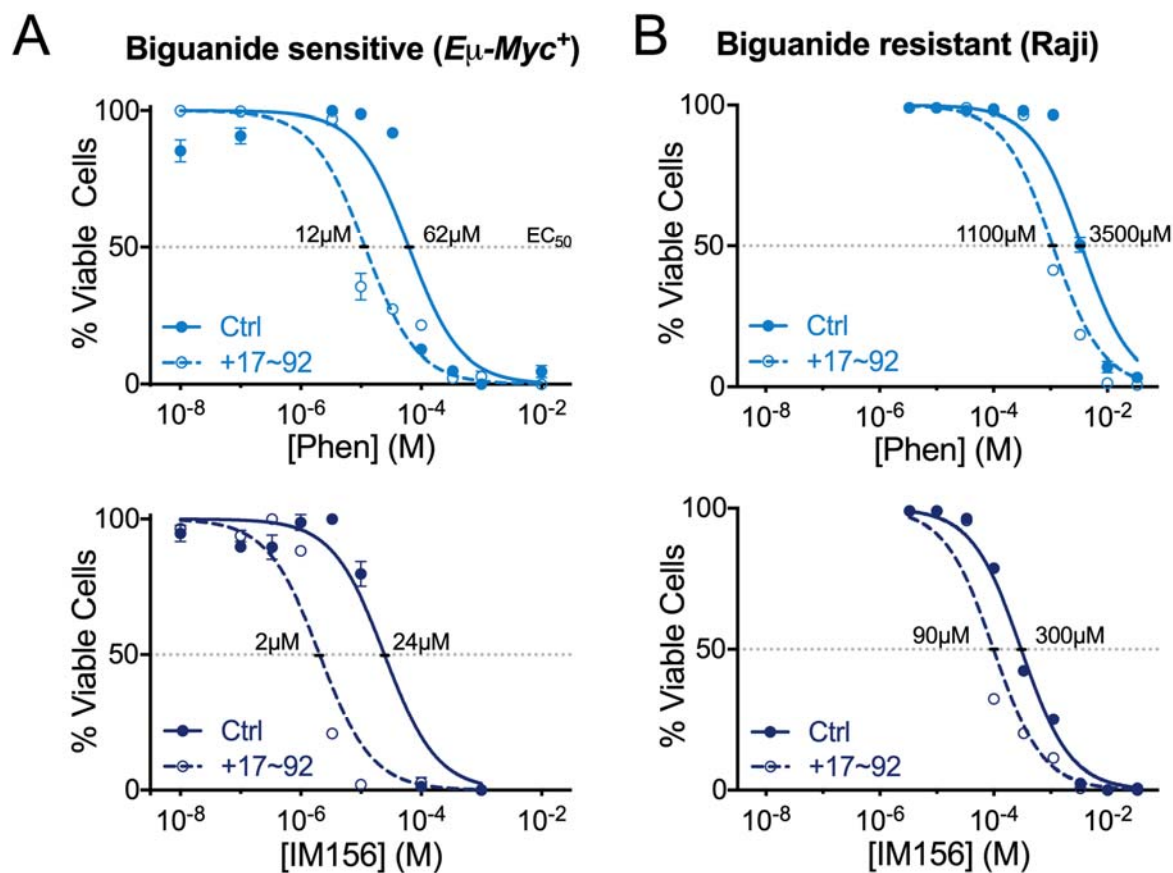 A
Biguanide sensitive (Eμ-Myc⁺)
% Viable Cells
100
50
0
12μM
62μM
EC₅₀
Ctrl
+17~92
10⁻⁸
10⁻⁶
10⁻⁴
10⁻²
[Phen] (M)
% Viable Cells
100
50
0
2μM
24μM
Ctrl
+17~92
10⁻⁸
10⁻⁶
10⁻⁴
10⁻²
[IM156] (M)
B
Biguanide resistant (Raji)
% Viable Cells
100
50
0
1100μM
3500μM
Ctrl
+17~92
10⁻⁸
10⁻⁶
10⁻⁴
10⁻²
[Phen] (M)
% Viable Cells
100
50
0
90μM
300μM
Ctrl
+17~92
10⁻⁸
10⁻⁶
10⁻⁴
10⁻²
[IM156] (M)